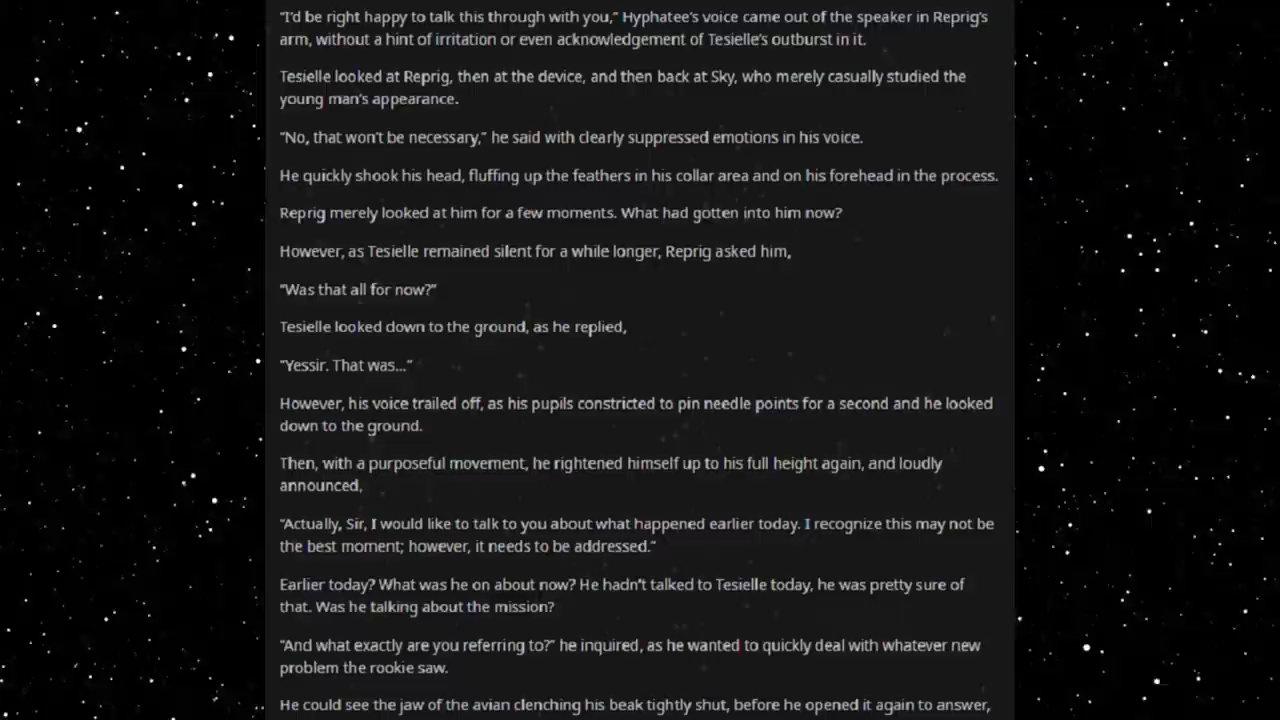 “I’d be right happy to talk this through with you,” Hyphatee’s voice came out of the speaker in Reprig’s
arm, without a hint of irritation or even acknowledgement of Tesielle’s outburst in it.
Tesielle looked at Reprig, then at the device, and then back at Sky, who merely casually studied the
young man’s appearance.
“No, that won’t be necessary,” he said with clearly suppressed emotions in his voice.
He quickly shook his head, fluffing up the feathers in his collar area and on his forehead in the process.
Reprig merely looked at him for a few moments. What had gotten into him now?
However, as Tesielle remained silent for a while longer, Reprig asked him,
“Was that all for now?”
Tesielle looked down to the ground, as he replied,
“Yessir. That was…”
However, his voice trailed off, as his pupils constricted to pin needle points for a second and he looked
down to the ground.
Then, with a purposeful movement, he rightened himself up to his full height again, and loudly
announced,
“Actually, Sir, I would like to talk to you about what happened earlier today. I recognize this may not be
the best moment; however, it needs to be addressed.”
Earlier today? What was he on about now? He hadn’t talked to Tesielle today, he was pretty sure of
that. Was he talking about the mission?
“And what exactly are you referring to?” he inquired, as he wanted to quickly deal with whatever new
problem the rookie saw.
He could see the jaw of the avian clenching his beak tightly shut, before he opened it again to answer,